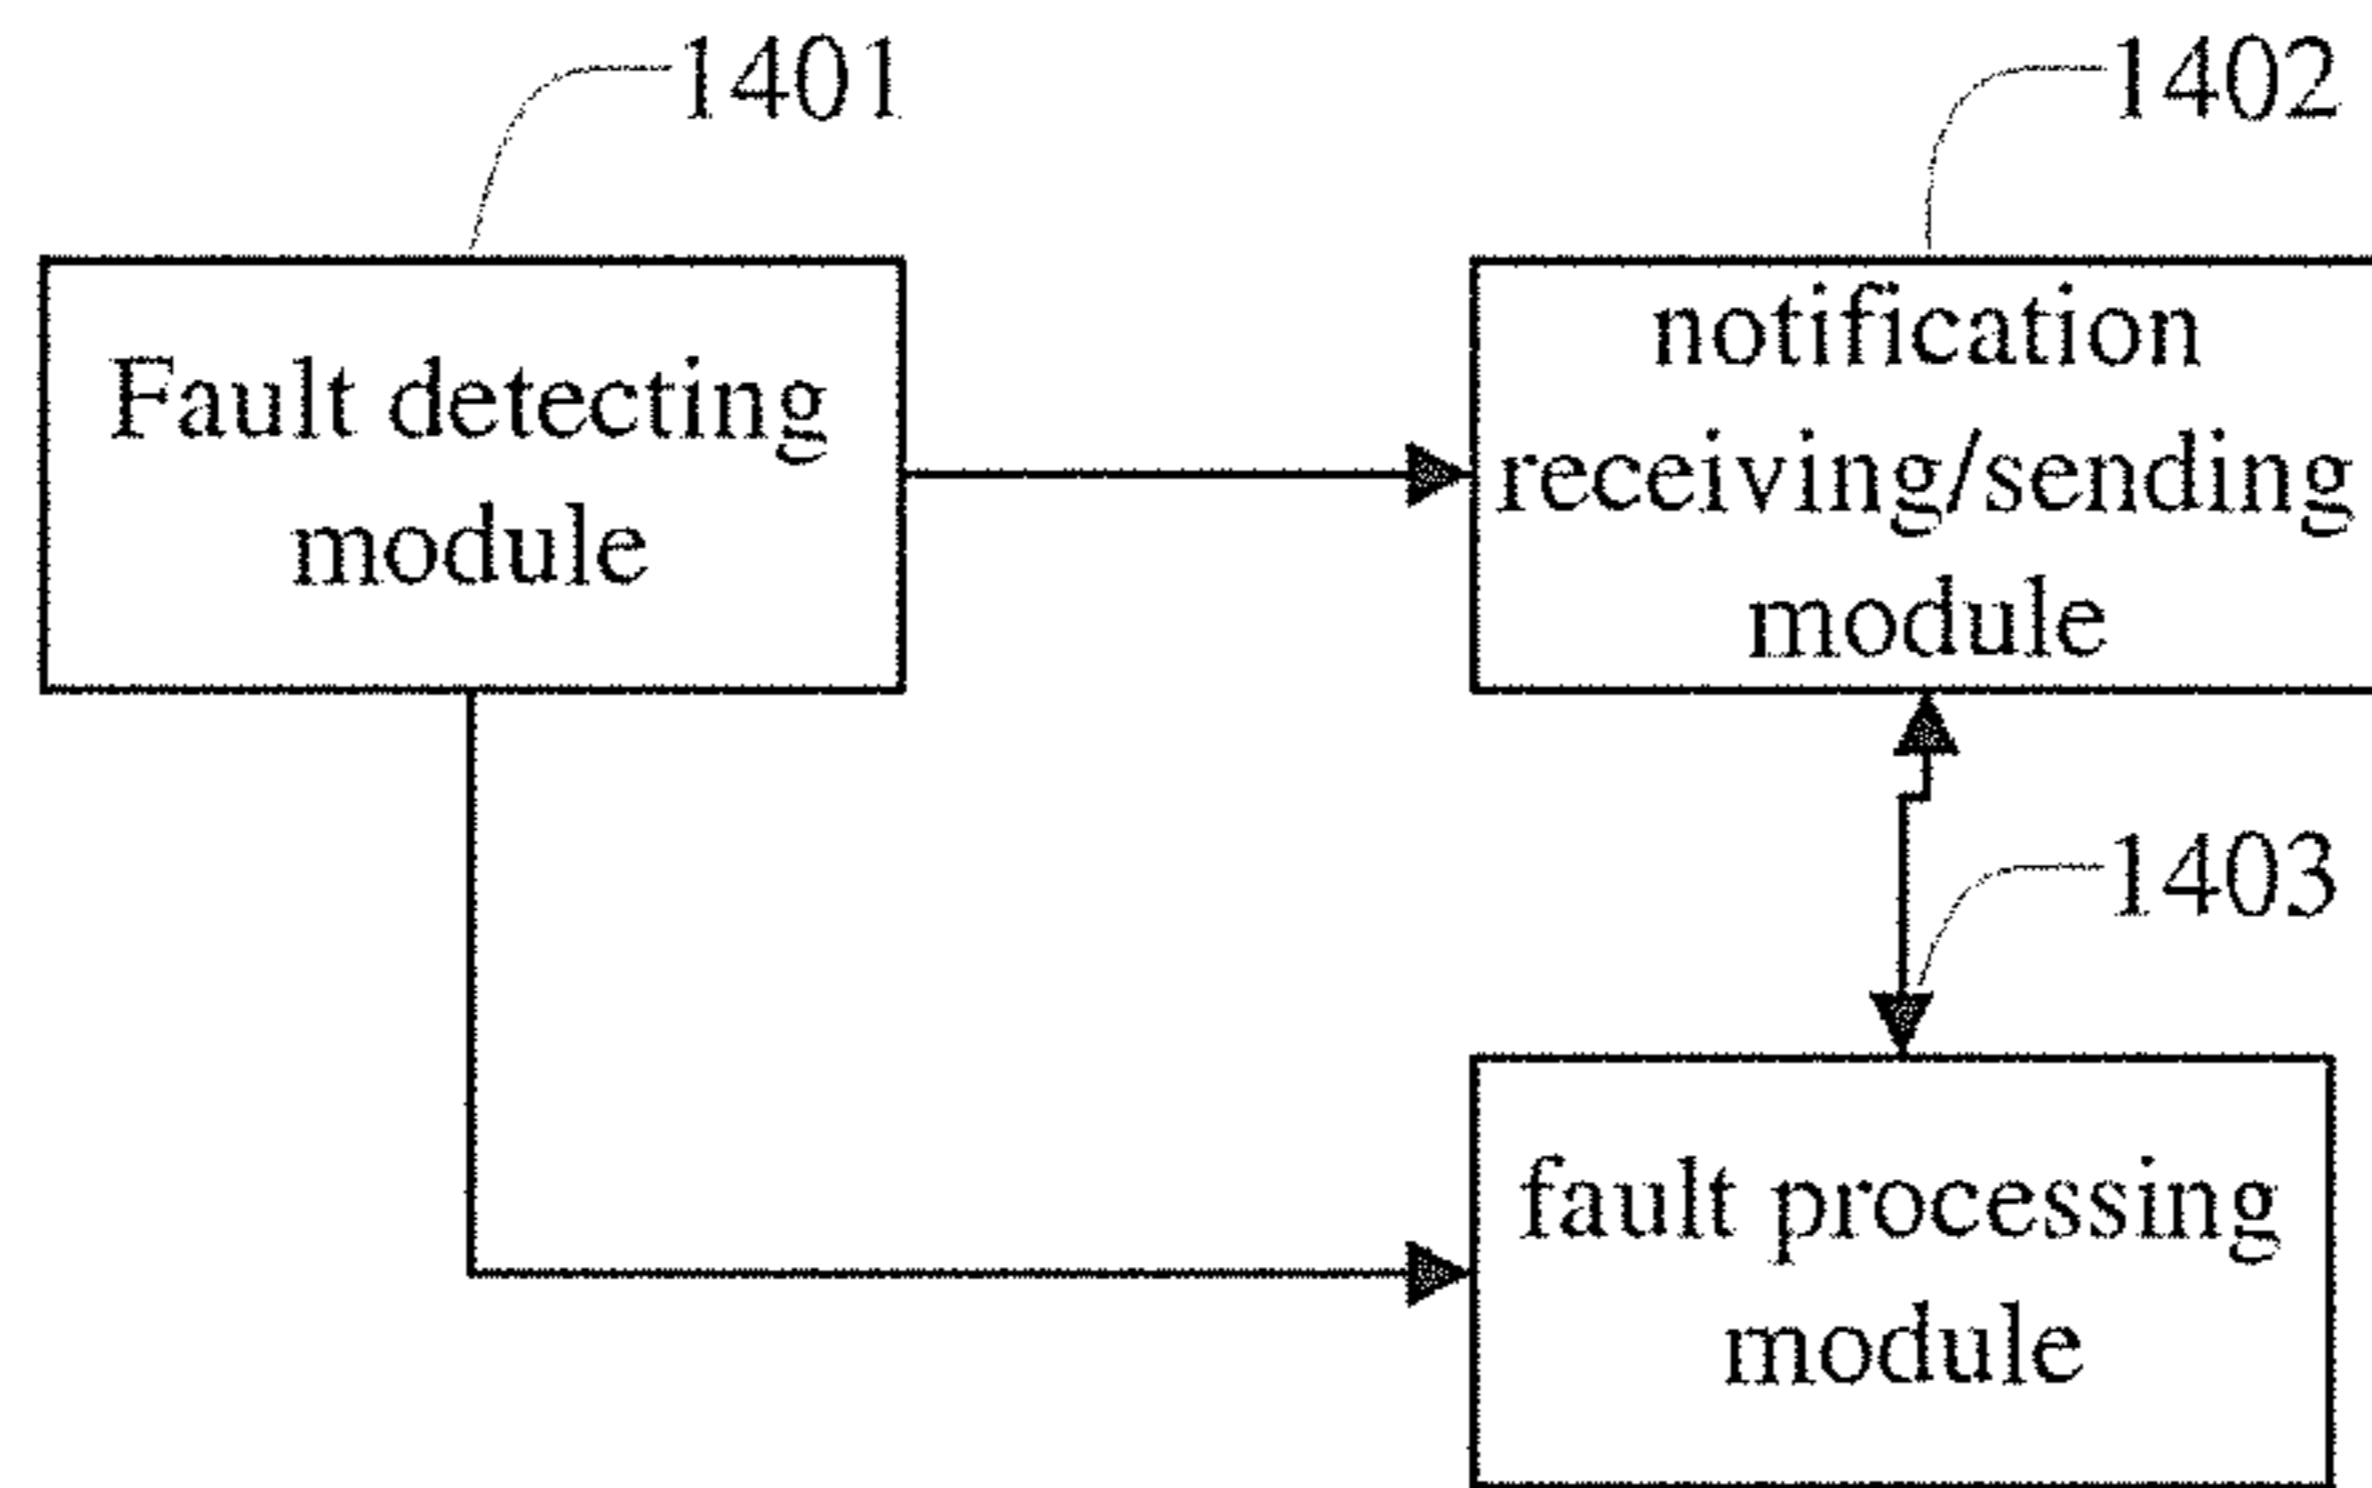 1401
1402
Fault detecting
module
notification
receiving/sending
module
1403
fault processing
module